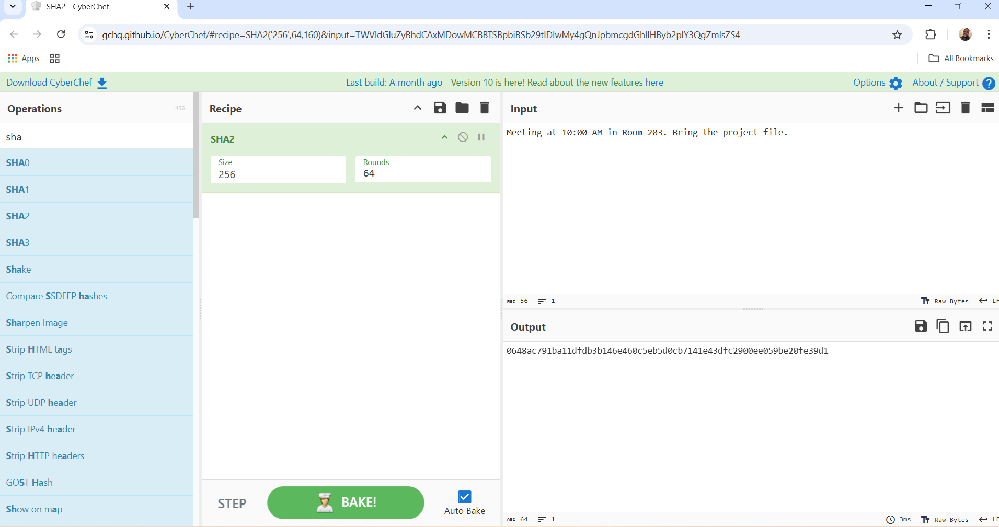 SHA2 - CyberChef
gchq.github.io/CyberChef/#recipe=SHA2('256',64,160)&input=TWVldGluZyBhdCAxMDowMCBBTSBpbiBSb29tIDIwMy4gQnJpbmcgdGhlIHByb2plY3QgZmlsZS4
Apps
All Bookmarks
Download CyberChef
Last build: A month ago - Version 10 is here! Read about the new features here
Options
About / Support
Operations
456
sha
SHA0
SHA1
SHA2
SHA3
Shake
Compare SSDEEP hashes
Sharpen Image
Strip HTML tags
Strip TCP header
Strip UDP header
Strip IPv4 header
Strip HTTP headers
GOST Hash
Show on map
Recipe
SHA2
Size
256
Rounds
64
STEP
BAKE!
Auto Bake
Input
Meeting at 10:00 AM in Room 203. Bring the project file.
ABC 56
1
Raw Bytes
LF
Output
0648ac791ba11dfdb3b146e460c5eb5d0cb7141e43dfc2900ee059be20fe39d1
ABC 64
1
3ms
Raw Bytes
LF